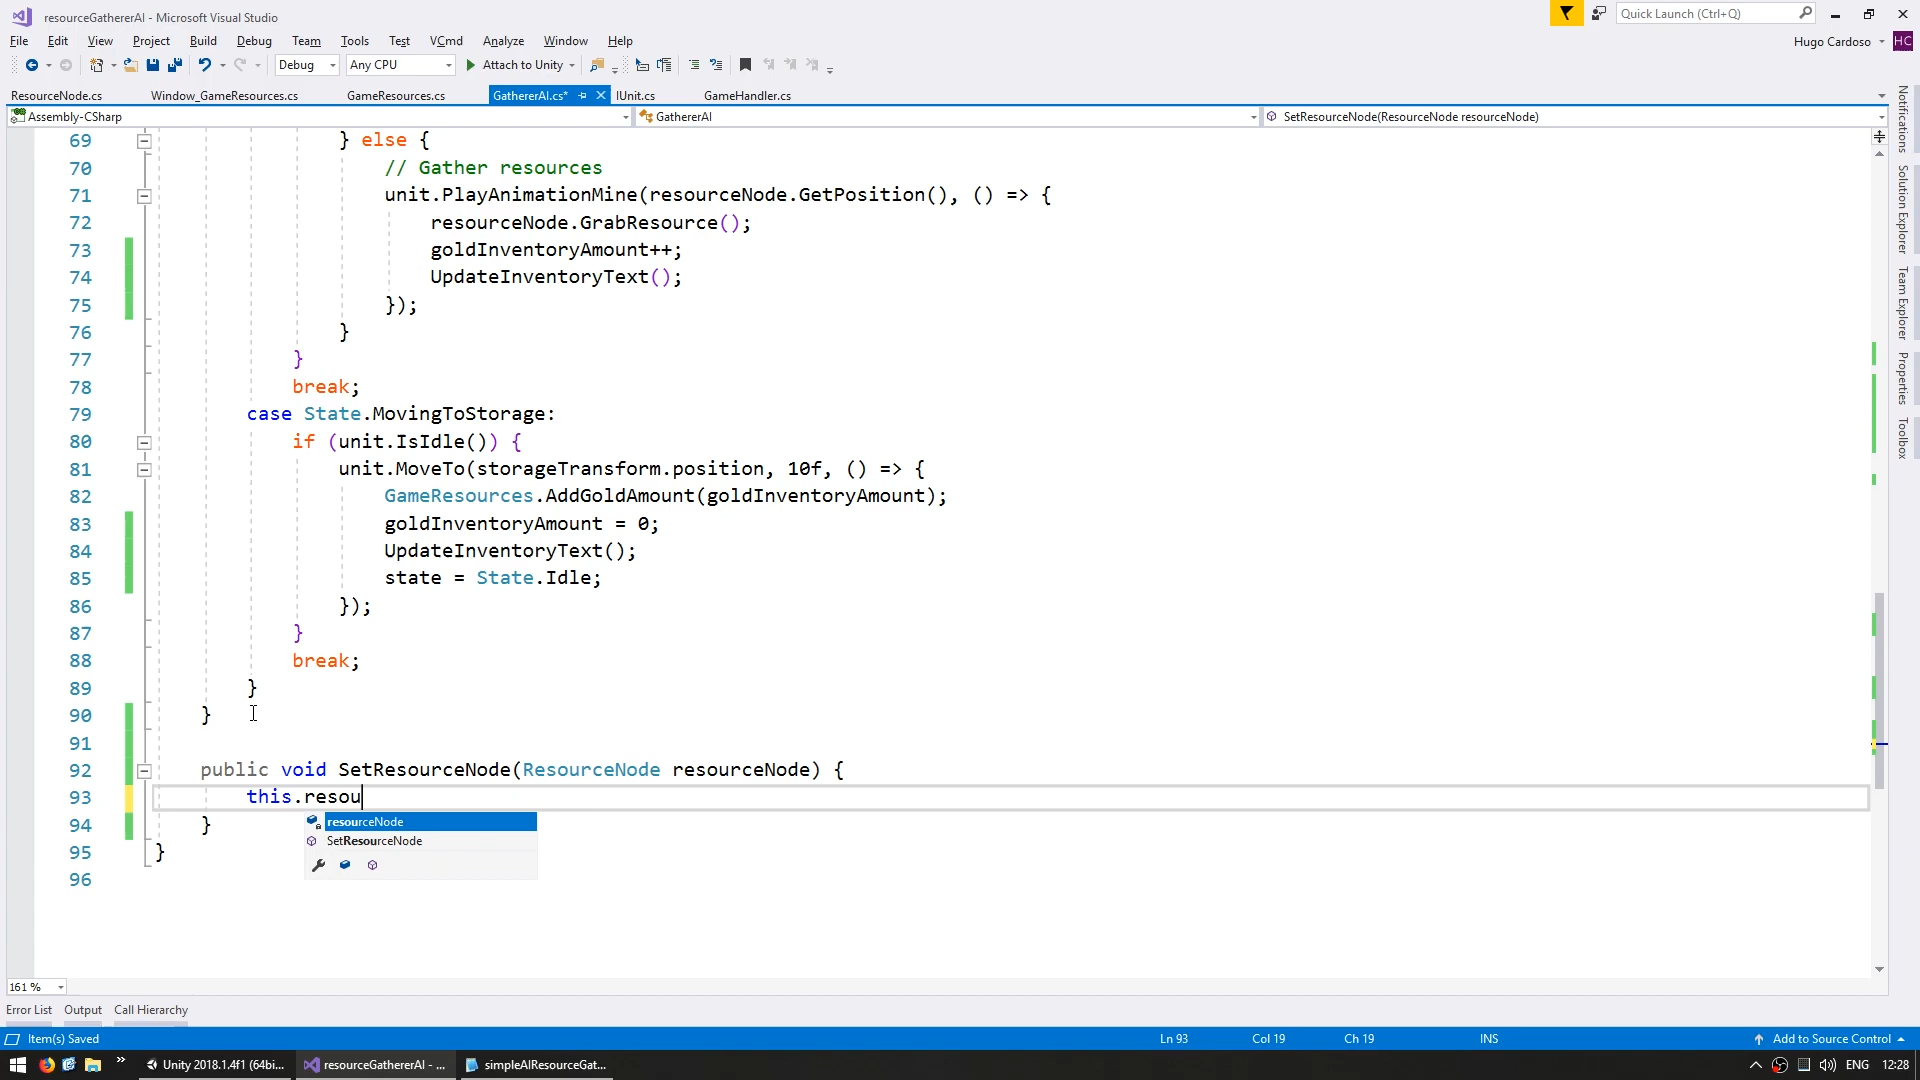 resourceGathererAI - Microsoft Visual Studio
Quick Launch (Ctrl+Q)
File Edit View Project Build Debug Team Tools Test VCmd Analyze Window Help
Hugo Cardoso HC
Debug Any CPU Attach to Unity
ResourceNode.cs Window_GameResources.cs GameResources.cs GathererAI.cs* IUnit.cs GameHandler.cs
Assembly-CSharp GathererAI SetResourceNode(ResourceNode resourceNode)
69 } else {
70 // Gather resources
71 unit.PlayAnimationMine(resourceNode.GetPosition(), () => {
72 resourceNode.GrabResource();
73 goldInventoryAmount++;
74 UpdateInventoryText();
75 });
76 }
77 }
78 break;
79 case State.MovingToStorage:
80 if (unit.IsIdle()) {
81 unit.MoveTo(storageTransform.position, 10f, () => {
82 GameResources.AddGoldAmount(goldInventoryAmount);
83 goldInventoryAmount = 0;
84 UpdateInventoryText();
85 state = State.Idle;
86 });
87 }
88 break;
89 }
90 }
91
92 public void SetResourceNode(ResourceNode resourceNode) {
93 this.resou
94 }
95 }
96
resourceNode
SetResourceNode
Notifications
Solution Explorer
Team Explorer
Properties
Toolbox
161 %
Error List Output Call Hierarchy
Item(s) Saved Ln 93 Col 19 Ch 19 INS Add to Source Control
» Unity 2018.1.4f1 (64bi... resourceGathererAI - ... simpleAIResourceGat... ENG 12:28